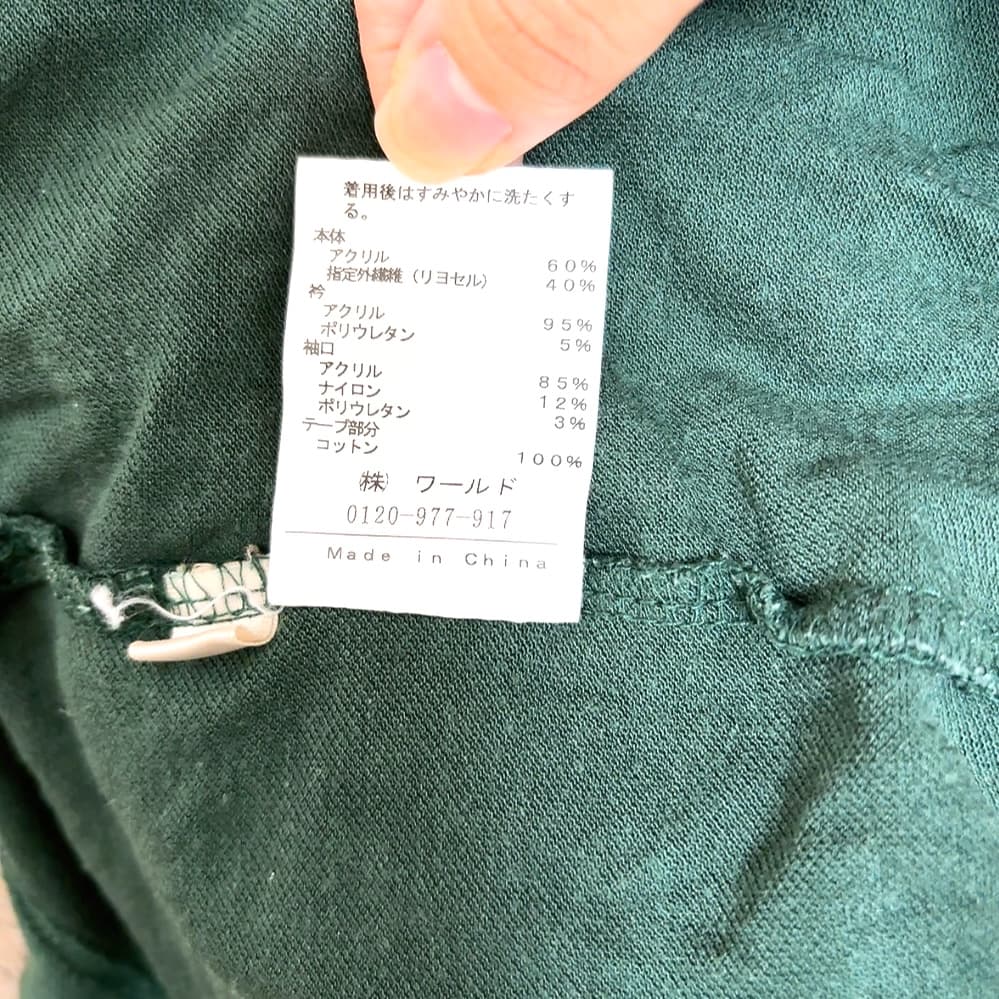 着用後はすみやかに洗たくす
る。
本体
アクリル 60%
指定外繊維（リヨセル） 40%
衿
アクリル 95%
ポリウレタン 5%
袖口
アクリル 85%
ナイロン 12%
ポリウレタン 3%
テープ部分
コットン 100%
㈱ ワールド
0120-977-917
Made in China